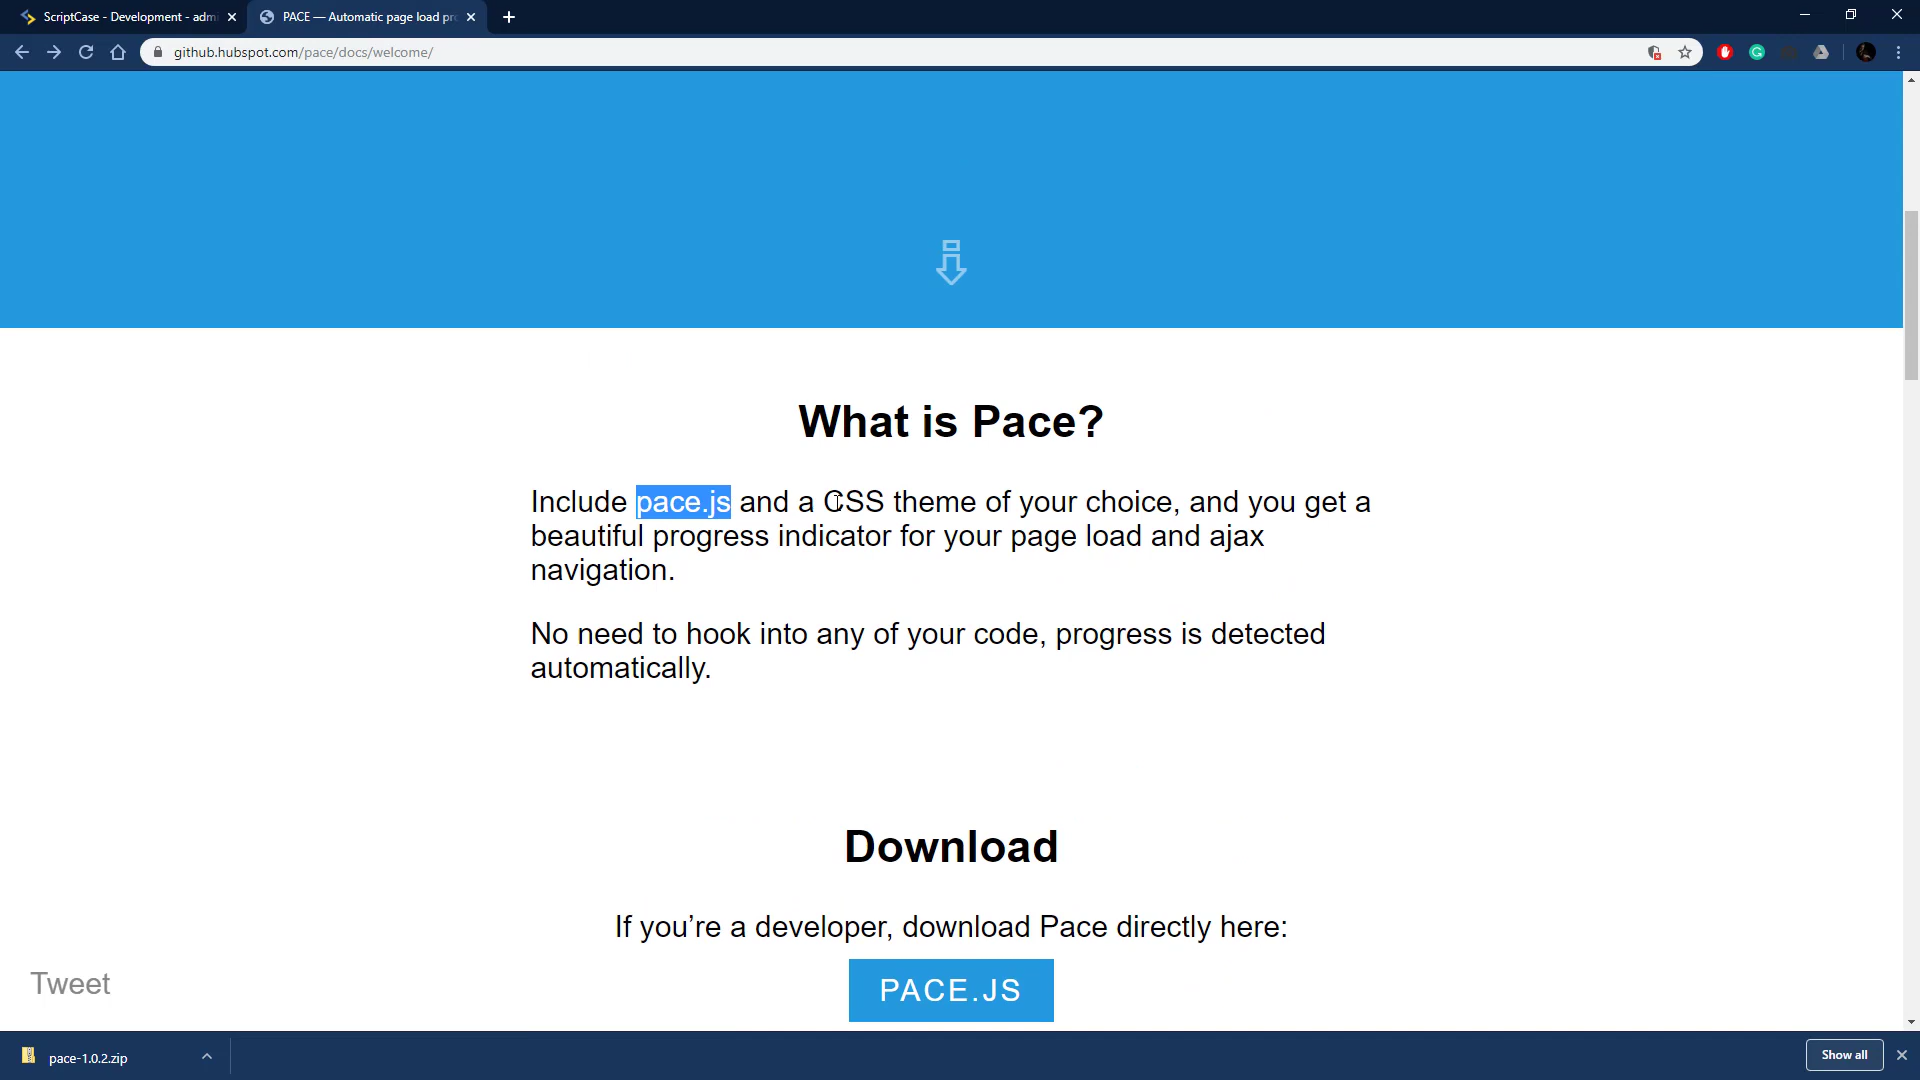 ScriptCase - Development - adm
PACE — Automatic page load pr
github.hubspot.com/pace/docs/welcome/
What is Pace?
Include pace.js and a CSS theme of your choice, and you get a
beautiful progress indicator for your page load and ajax
navigation.
No need to hook into any of your code, progress is detected
automatically.
Download
If you’re a developer, download Pace directly here:
PACE.JS
Tweet
pace-1.0.2.zip
Show all